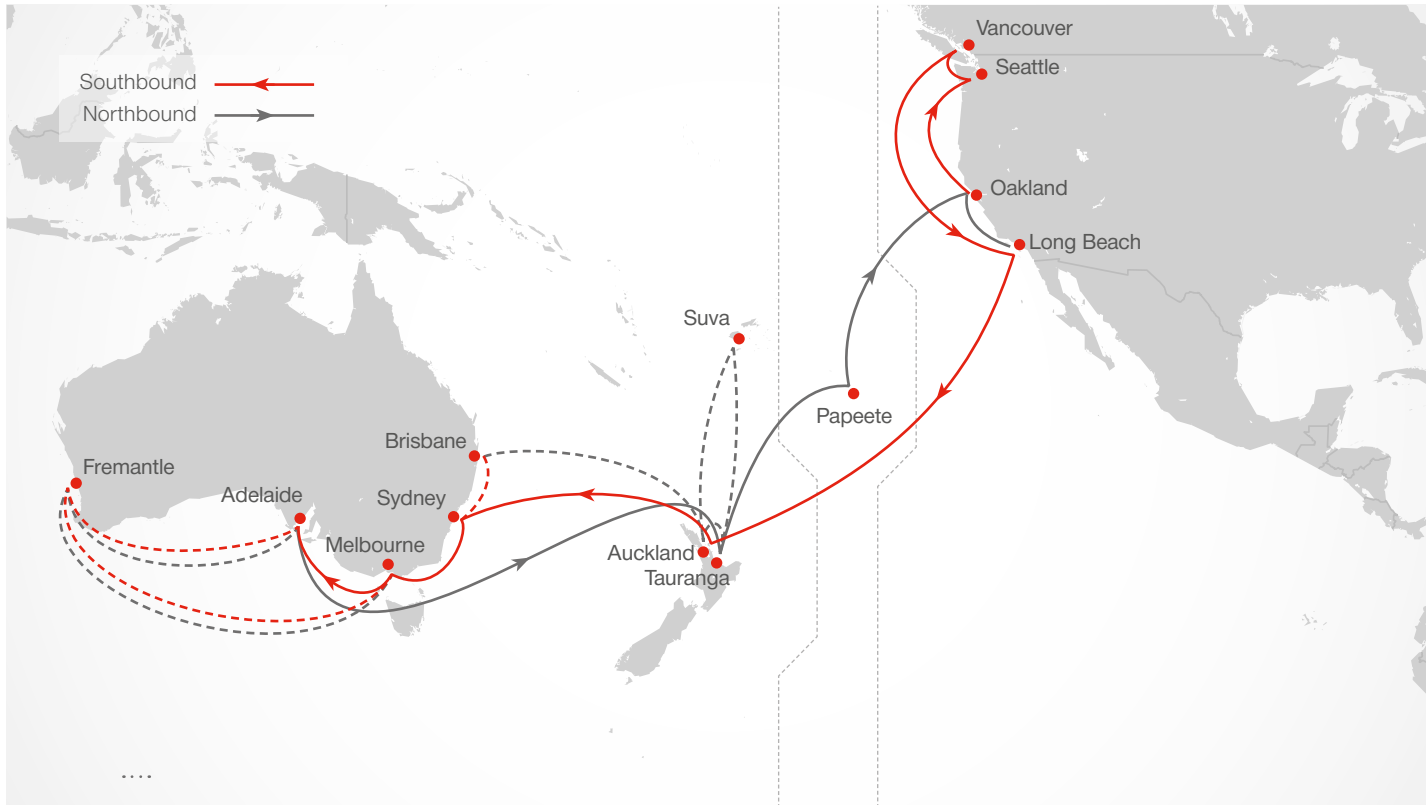 Southbound
Northbound
Vancouver
Seattle
Oakland
Long Beach
Suva
Papeete
Brisbane
Fremantle
Adelaide
Sydney
Melbourne
Auckland
Tauranga